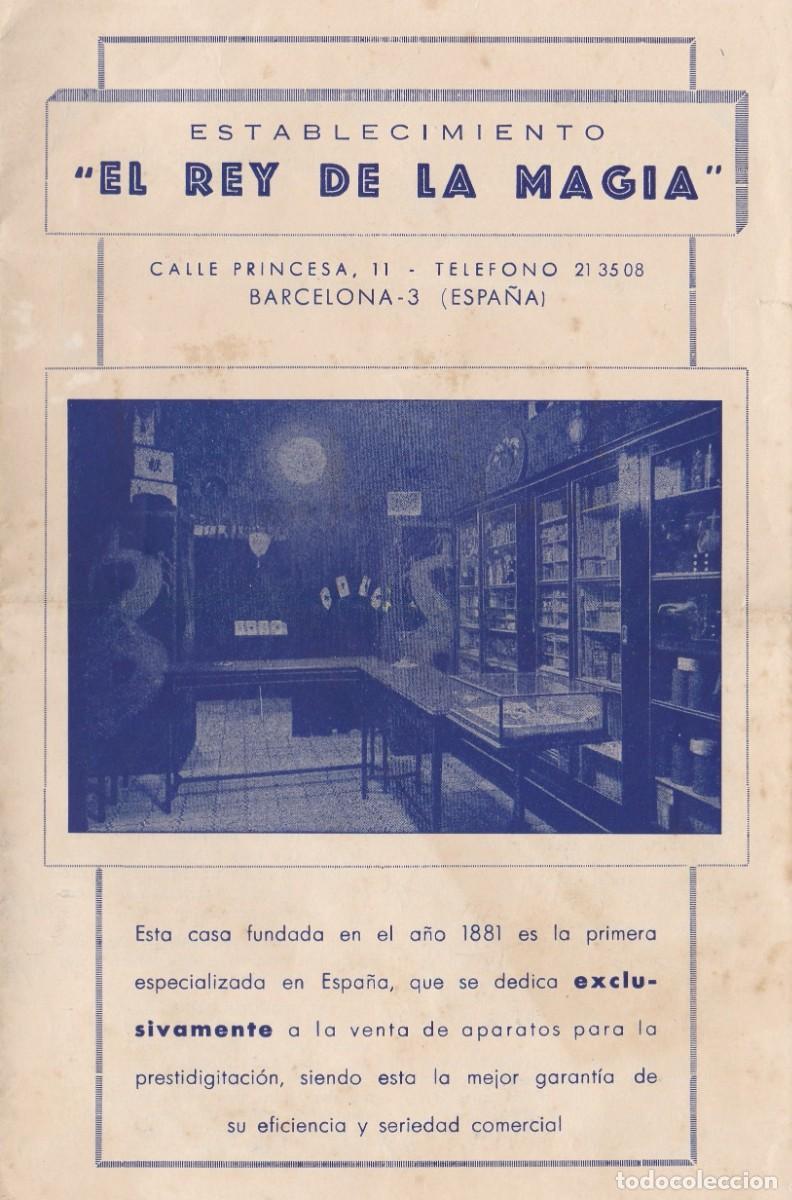 ESTABLECIMIENTO
"EL REY DE LA MAGIA"
CALLE PRINCESA, 11 - TELEFONO 21 35 08
BARCELONA-3 (ESPAÑA)
Esta casa fundada en el año 1881 es la primera
especializada en España, que se dedica exclu-
sivamente a la venta de aparatos para la
prestidigitación, siendo esta la mejor garantía de
su eficiencia y seriedad comercial
todocoleccion